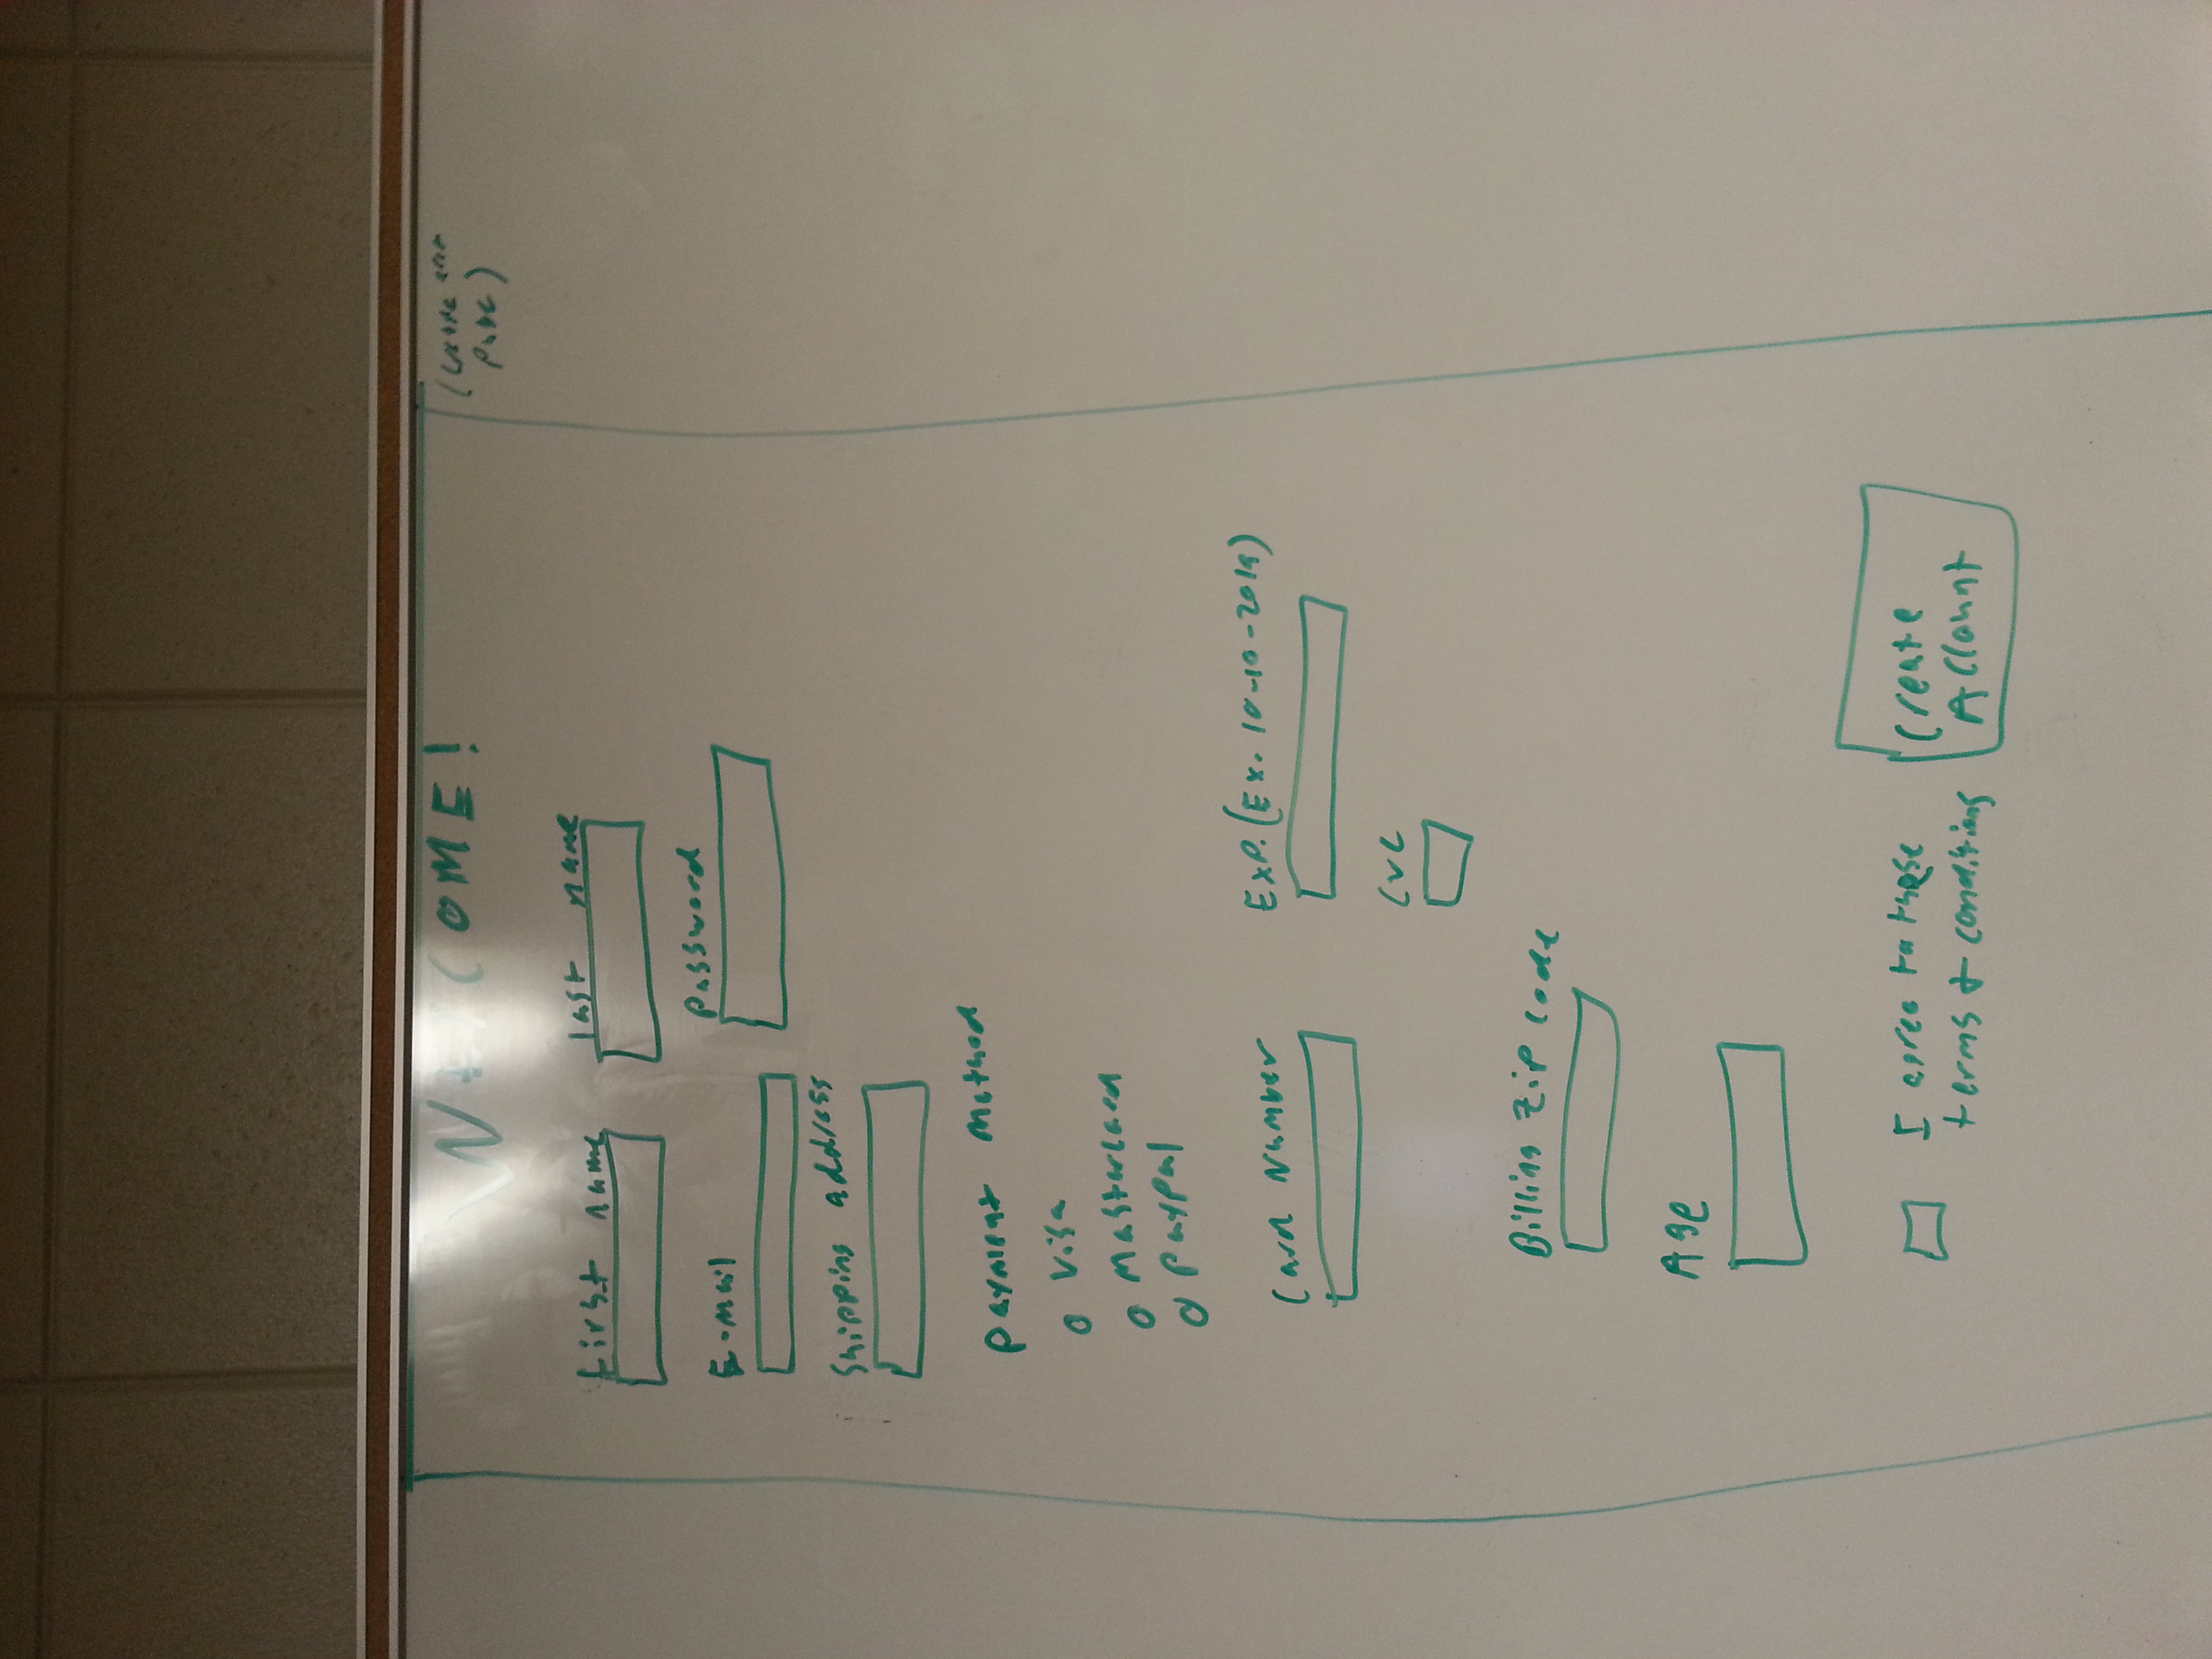 WELCOME!
(create acct
page)
first name
last name
E-mail
Password
Shipping address
Payment Method
Visa
Mastercard
PayPal
Card Number
Exp. (Ex. 10-10-2019)
CVC
Billing Zip code
Age
I agree to these
terms & conditions
Create
Account